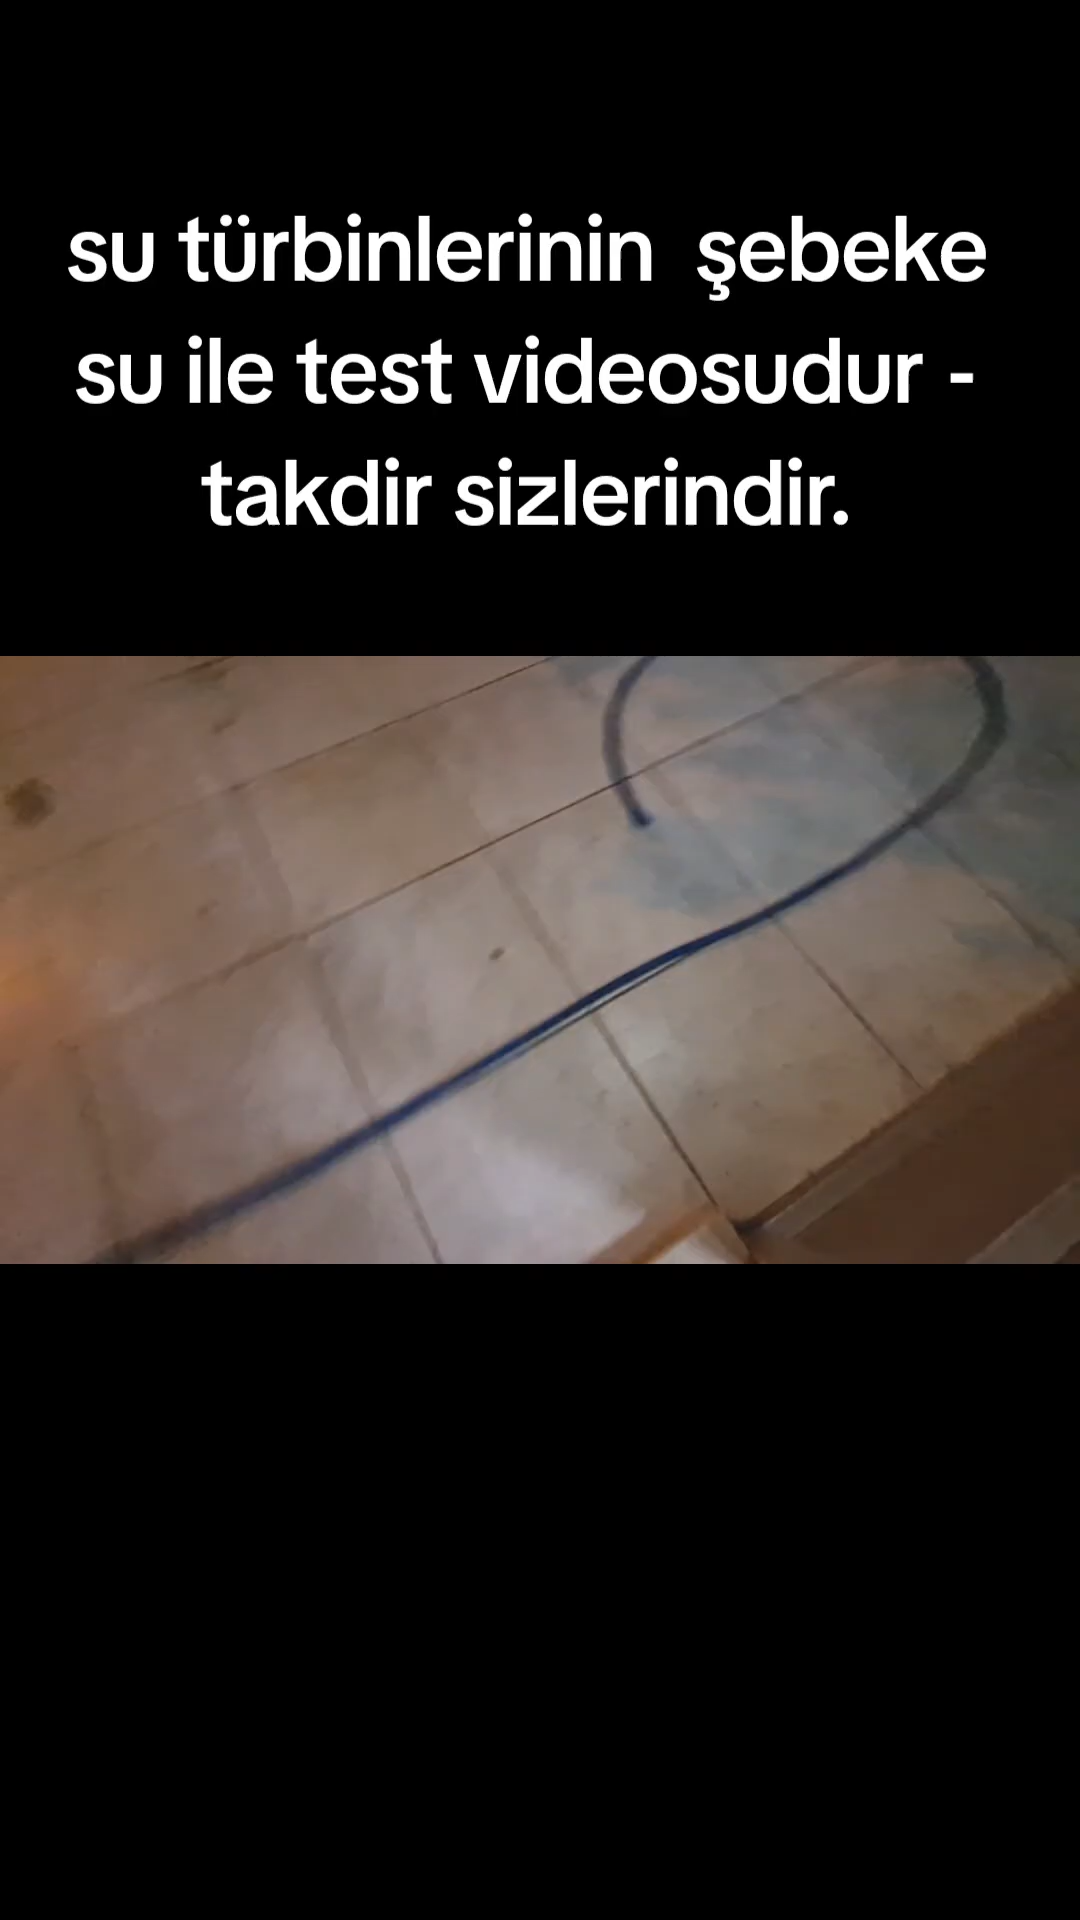 su türbinlerinin  şebeke
su ile test videosudur -
takdir sizlerindir.